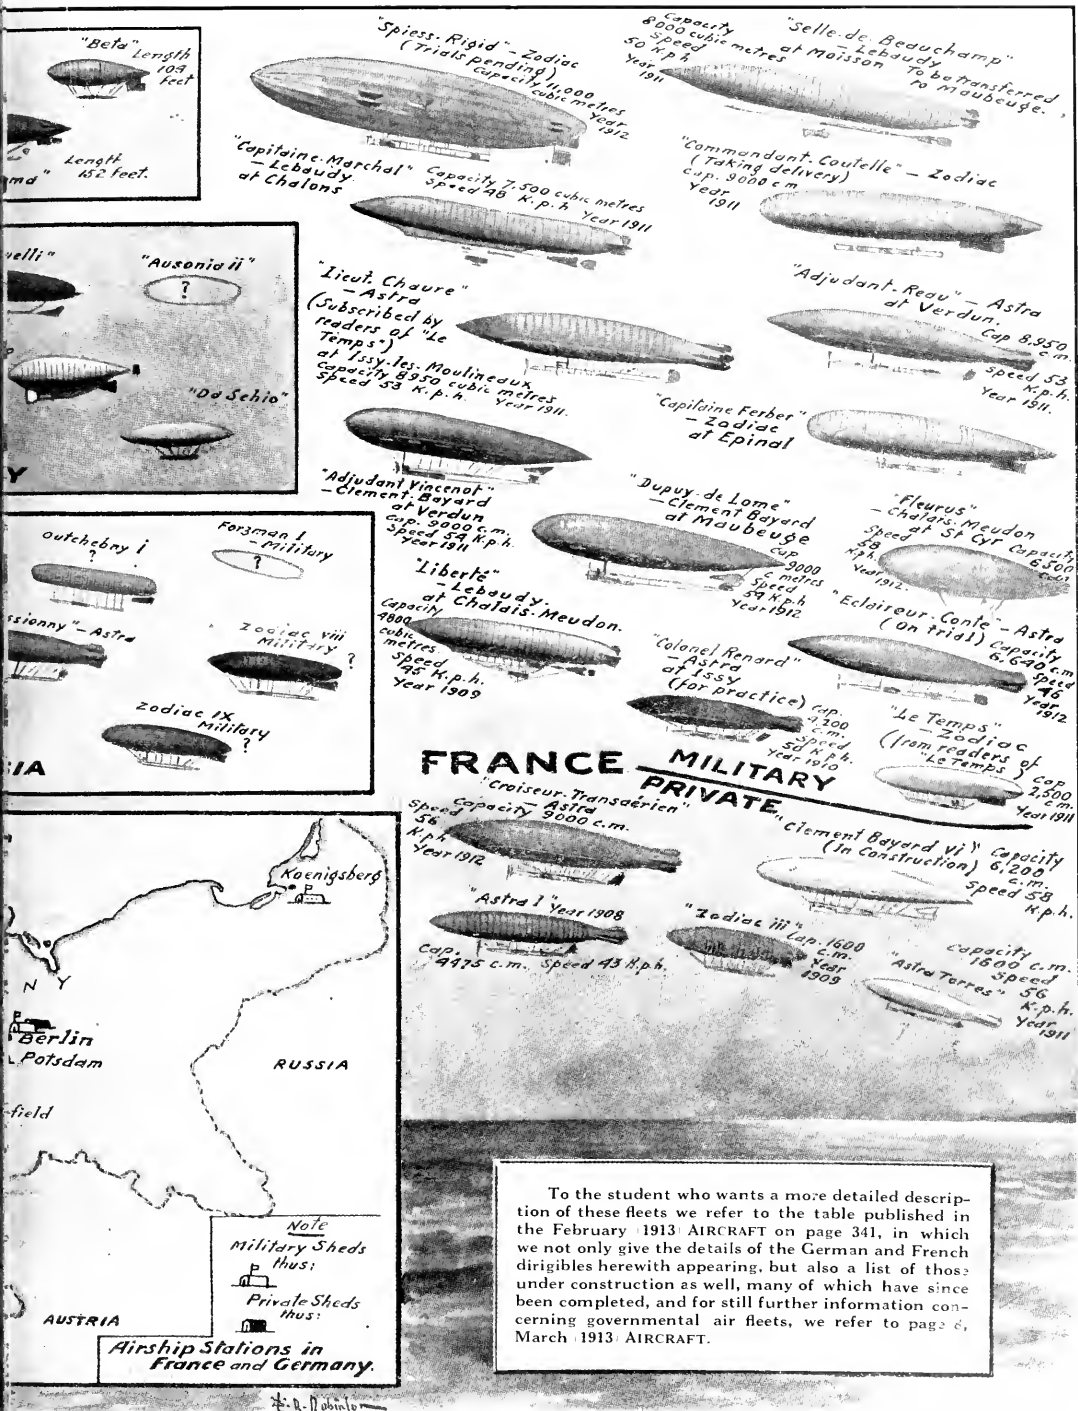 "Beta"
Length
109
feet
Length
152 feet.
"Ausonia ii"
?
"Da Schio"
Y
Outchebny i
?
Forzman I
– Military
?
ssionny" – Astra
Zodiac viii
Military
?
Zodiac IX
Military
?
SIA
"Spiess. Rigid" – Zodiac
(Trials pending)
Capacity 11,000
cubic metres
Year
1912
Capacity
8000 cubic metres
Speed
50 K.p.h
Year
1911
"Selle-de-Beauchamp"
– Lebaudy
at Moisson To be transferred
to Maubeuge.
"Capitaine-Marchal"
– Lebaudy
at Chalons
Capacity 7,500 cubic metres
Speed 48 K.p.h Year 1911
"Commandant-Coutelle" – Zodiac
(Taking delivery)
Cap. 9000 c m
Year
1911
"Lieut. Chaure"
– Astra
(Subscribed by
readers of "Le
Temps")
at Issy-les-Moulineaux
Capacity 8950 cubic metres
Speed 53 K.p.h. Year 1911.
"Adjudant-Reau" – Astra
at Verdun.
Cap 8,950
c.m.
Speed 53
K.p.h.
Year 1911.
"Capitaine Ferber"
– Zodiac
at Epinal
"Adjudant Vincenot"
– Clement-Bayard
at Verdun
Cap. 9000 c.m.
Speed 54 K.p.h.
Year 1911
"Dupuy-de Lome"
– Clement Bayard
at Maubeuge
Cap
9000
c metres
Speed
54 K.p.h
Year 1912
"Fleurus"
– Chalais-Meudon
at St Cyr Capacity
6500
Speed
58
K.p.h.
Year 1912.
"Liberté"
– Lebaudy.
at Chalais-Meudon.
Capacity
4800
cubic
metres
Speed
45 K.p.h.
Year 1909
"Eclaireur-Conte" – Astra
(On trial) Capacity
6,640 c.m
Speed
46
Year
1912
"Colonel Renard"
– Astra
at Issy
(for practice) Cap.
4,200
c.m.
Speed
50 K.p.h
Year 1910
"Le Temps"
– Zodiac
(from readers of
"Le Temps")
Cap
2,500
c.m.
Year
1911
FRANCE MILITARY
PRIVATE
"Croiseur-Transaérien"
– Astra
Capacity 9000 c.m.
Speed
56
K.p.h
Year 1912
"Clement Bayard vi"
(In Construction)
Capacity
6,200
c.m.
Speed 58
K.p.h.
"Astra I" Year 1908
Cap.
4475 c.m. Speed 43 K.p.h.
"Zodiac iii" Cap. 1600
c.m.
Year
1909
"Astra Torres"
Capacity
1600 c.m.
Speed
56
K.p.h.
Year
1911
Koenigsberg
N Y
Berlin
Potsdam
RUSSIA
-field
AUSTRIA
Note
Military Sheds
thus:
Private Sheds
thus:
Airship Stations in
France and Germany.
To the student who wants a more detailed descrip-
tion of these fleets we refer to the table published in
the February (1913) AIRCRAFT on page 341, in which
we not only give the details of the German and French
dirigibles herewith appearing, but also a list of those
under construction as well, many of which have since
been completed, and for still further information con-
cerning governmental air fleets, we refer to page 8,
March (1913) AIRCRAFT.